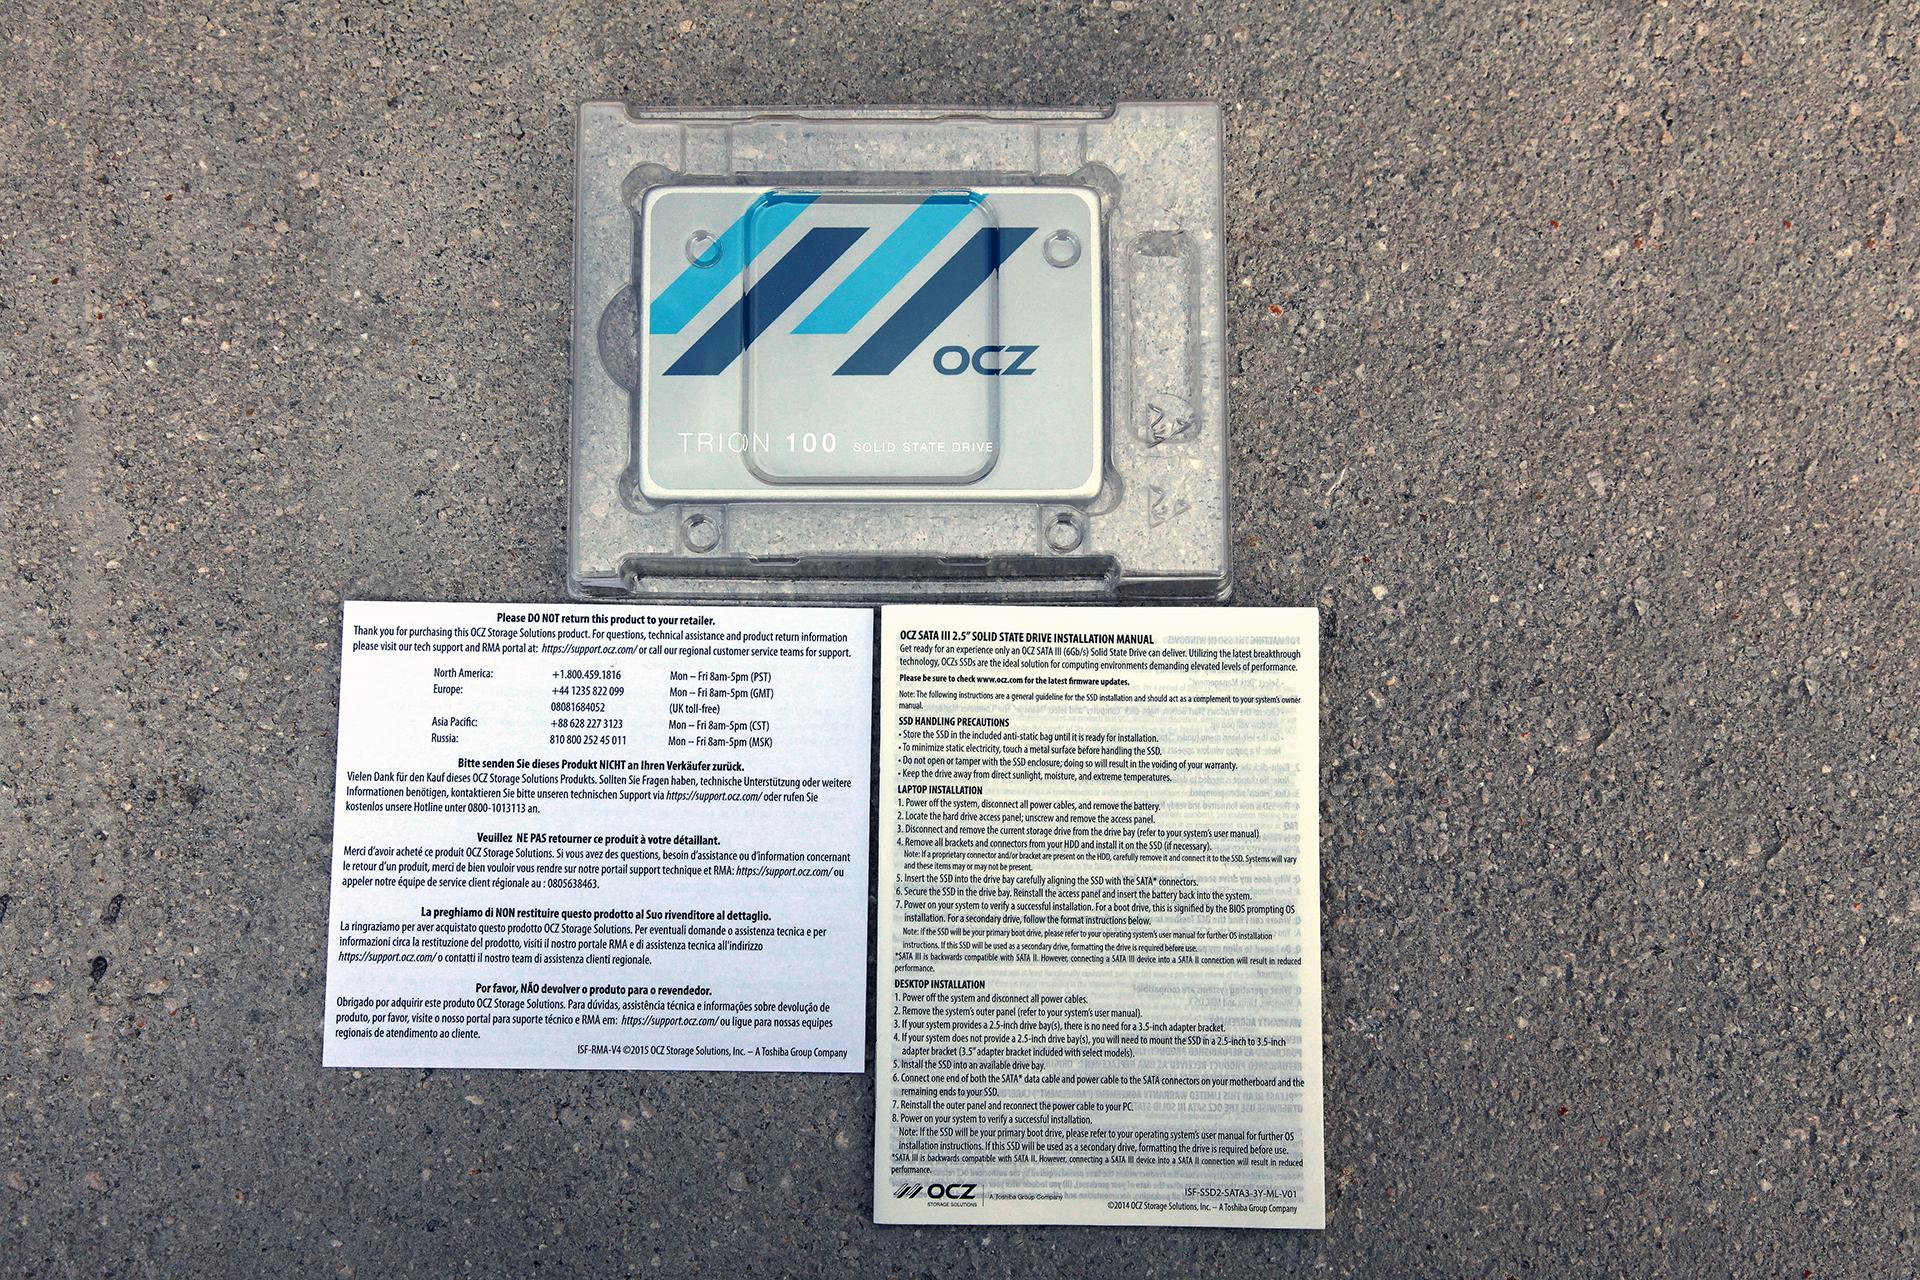 OCZ
TRION 100 SOLID STATE DRIVE
Please DO NOT return this product to your retailer.
Thank you for purchasing this OCZ Storage Solutions product. For questions, technical assistance and product return information
please visit our tech support and RMA portal at: https://support.ocz.com/ or call our regional customer service teams for support.
North America: +1.800.459.1816 Mon – Fri 8am-5pm (PST)
Europe: +44 1235 822 099 Mon – Fri 8am-5pm (GMT)
08081684052 (UK toll-free)
Asia Pacific: +88 628 227 3123 Mon – Fri 8am-5pm (CST)
Russia: 810 800 252 45 011 Mon – Fri 8am-5pm (MSK)
Bitte senden Sie dieses Produkt NICHT an Ihren Verkäufer zurück.
Vielen Dank für den Kauf dieses OCZ Storage Solutions Produkts. Sollten Sie Fragen haben, technische Unterstützung oder weitere
Informationen benötigen, kontaktieren Sie bitte unseren technischen Support via https://support.ocz.com/ oder rufen Sie
kostenlos unsere Hotline unter 0800-1013113 an.
Veuillez NE PAS retourner ce produit à votre détaillant.
Merci d'avoir acheté ce produit OCZ Storage Solutions. Si vous avez des questions, besoin d'assistance ou d'information concernant
le retour d'un produit, merci de bien vouloir vous rendre sur notre portail support technique et RMA: https://support.ocz.com/ ou
appeler notre équipe de service client régionale au : 0805638463.
La preghiamo di NON restituire questo prodotto al Suo rivenditore al dettaglio.
La ringraziamo per aver acquistato questo prodotto OCZ Storage Solutions. Per eventuali domande o assistenza tecnica e per
informazioni circa la restituzione del prodotto, visiti il nostro portale RMA e di assistenza tecnica all'indirizzo
https://support.ocz.com/ o contatti il nostro team di assistenza clienti regionale.
Por favor, NÃO devolver o produto para o revendedor.
Obrigado por adquirir este produto OCZ Storage Solutions. Para dúvidas, assistência técnica e informações sobre devolução de
produto, por favor, visite o nosso portal para suporte técnico e RMA em: https://support.ocz.com/ ou ligue para nossas equipes
regionais de atendimento ao cliente.
ISF-RMA-V4 ©2015 OCZ Storage Solutions, Inc. – A Toshiba Group Company
OCZ SATA III 2.5” SOLID STATE DRIVE INSTALLATION MANUAL
Get ready for an experience only an OCZ SATA III (6Gb/s) Solid State Drive can deliver. Utilizing the latest breakthrough
technology, OCZs SSDs are the ideal solution for computing environments demanding elevated levels of performance.
Please be sure to check www.ocz.com for the latest firmware updates.
Note: The following instructions are a general guideline for the SSD installation and should act as a complement to your system's owner
manual.
SSD HANDLING PRECAUTIONS
• Store the SSD in the included anti-static bag until it is ready for installation.
• To minimize static electricity, touch a metal surface before handling the SSD.
• Do not open or tamper with the SSD enclosure; doing so will result in the voiding of your warranty.
• Keep the drive away from direct sunlight, moisture, and extreme temperatures.
LAPTOP INSTALLATION
1. Power off the system, disconnect all power cables, and remove the battery.
2. Locate the hard drive access panel; unscrew and remove the access panel.
3. Disconnect and remove the current storage drive from the drive bay (refer to your system's user manual)
4. Remove all brackets and connectors from your HDD and install it on the SSD (if necessary).
Note: If a proprietary connector and/or bracket are present on the HDD, carefully remove it and connect it to the SSD. Systems will vary
and these items may or may not be present.
5. Insert the SSD into the drive bay carefully aligning the SSD with the SATA* connectors.
6. Secure the SSD in the drive bay. Reinstall the access panel and insert the battery back into the system.
7. Power on your system to verify a successful installation. For a boot drive, this is signified by the BIOS prompting OS
installation. For a secondary drive, follow the format instructions below.
Note: If the SSD will be your primary boot drive, please refer to your operating system's user manual for further OS installation
instructions. If this SSD will be used as a secondary drive, formatting the drive is required before use.
*SATA III is backwards compatible with SATA II. However, connecting a SATA III device into a SATA II connection will result in reduced
performance.
DESKTOP INSTALLATION
1. Power off the system and disconnect all power cables.
2. Remove the system's outer panel (refer to your system's user manual).
3. If your system provides a 2.5-inch drive bay(s), there is no need for a 3.5-inch adapter bracket.
4. If your system does not provide a 2.5-inch drive bay(s), you will need to mount the SSD in a 2.5-inch to 3.5-inch
adapter bracket (3.5” adapter bracket included with select models).
5. Install the SSD into an available drive bay.
6. Connect one end of both the SATA* data cable and power cable to the SATA connectors on your motherboard and the
remaining ends to your SSD.
7. Reinstall the outer panel and reconnect the power cable to your PC.
8. Power on your system to verify a successful installation.
Note: If the SSD will be your primary boot drive, please refer to your operating system's user manual for further OS
installation instructions. If this SSD will be used as a secondary drive, formatting the drive is required before use.
*SATA III is backwards compatible with SATA II. However, connecting a SATA III device into a SATA II connection will result in reduced
performance.
OCZ STORAGE SOLUTIONS A Toshiba Group Company
ISF-SSD2-SATA3-3Y-ML-V01
©2014 OCZ Storage Solutions, Inc. – A Toshiba Group Company